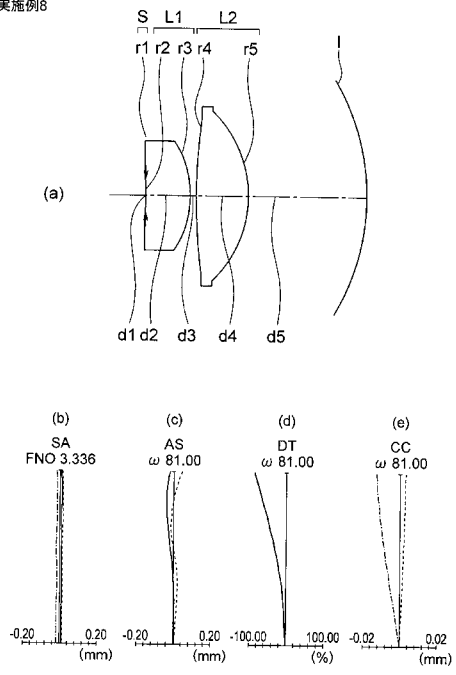 実施例8
S L1 L2
r1 r2 r3 r4 r5 I
(a)
d1 d2 d3 d4 d5
(b) (c) (d) (e)
SA AS DT CC
FNO 3.336 ω 81.00 ω 81.00 ω 81.00
-0.20 0.20 -0.20 0.20 -100.00 100.00 -0.02 0.02
(mm) (mm) (%) (mm)